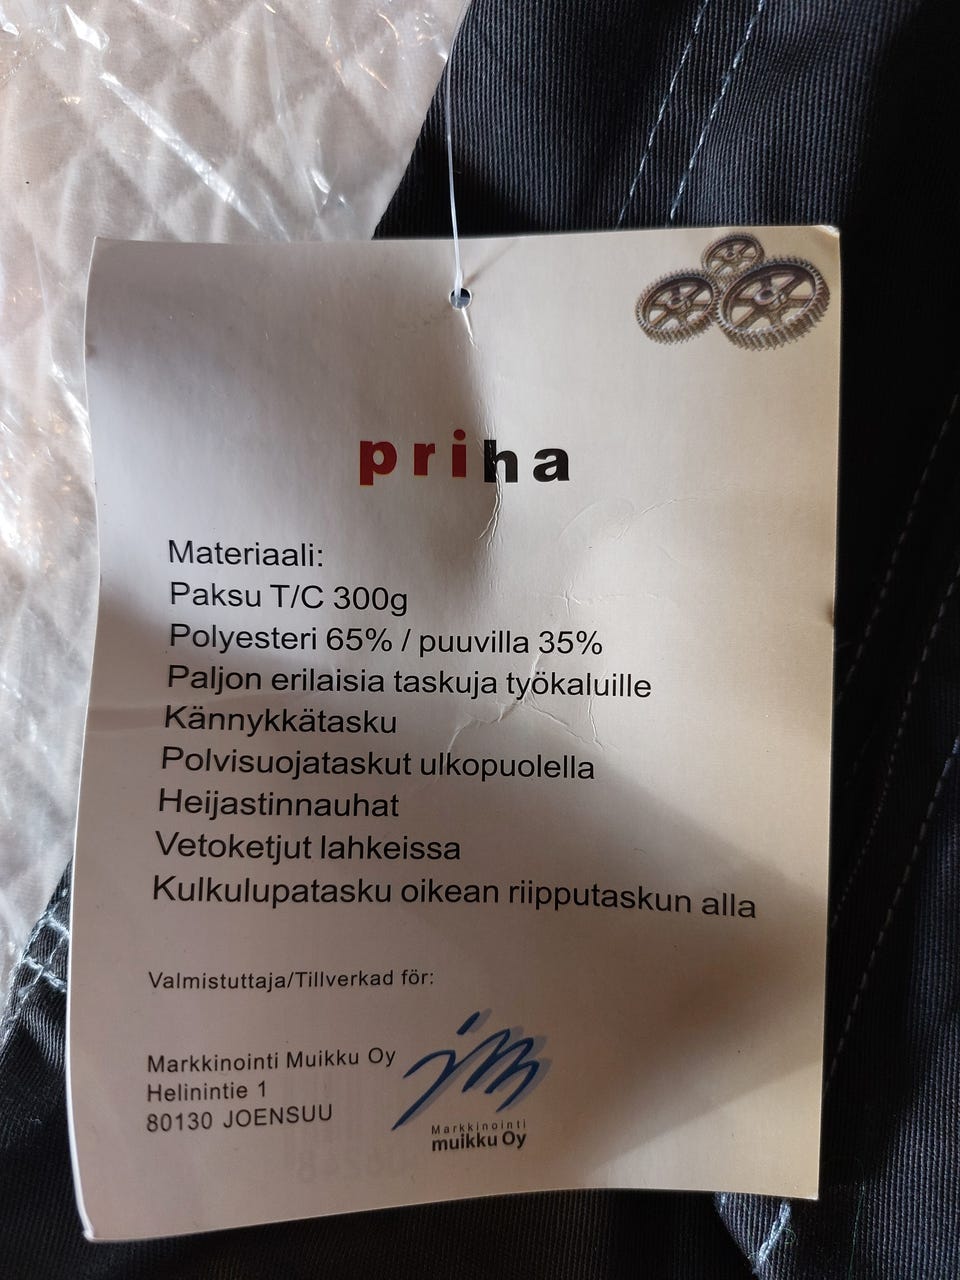 priha
Materiaali:
Paksu T/C 300g
Polyesteri 65% / puuvilla 35%
Paljon erilaisia taskuja työkaluille
Kännykkätasku
Polvisuojataskut ulkopuolella
Heijastinnauhat
Vetoketjut lahkeissa
Kulkulupatasku oikean riipputaskun alla
Valmistuttaja/Tillverkad för:
Markkinointi Muikku Oy
Helinintie 1
80130 JOENSUU
jm
Markkinointi
muikku Oy